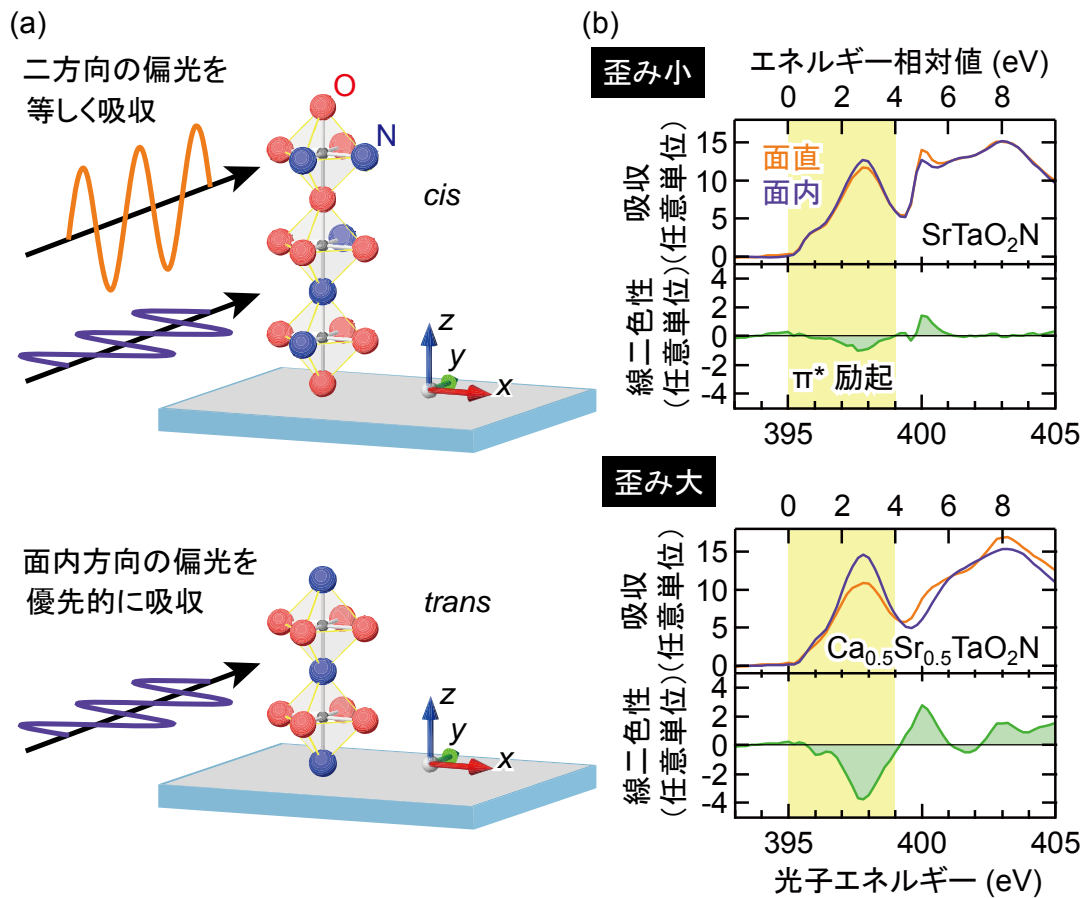 (a)
二方向の偏光を
等しく吸収
O
N
cis
z
y
x
面内方向の偏光を
優先的に吸収
trans
z
y
x
(b)
歪み小
エネルギー相対値 (eV)
0 2 4 6 8
15
10
5
0
吸収
(任意単位)
面直
面内
SrTaO₂N
4
2
0
-2
-4
線二色性
(任意単位)
π* 励起
395 400 405
歪み大
0 2 4 6 8
15
10
5
0
吸収
(任意単位)
Ca₀.₅Sr₀.₅TaO₂N
4
2
0
-2
-4
線二色性
(任意単位)
395 400 405
光子エネルギー (eV)